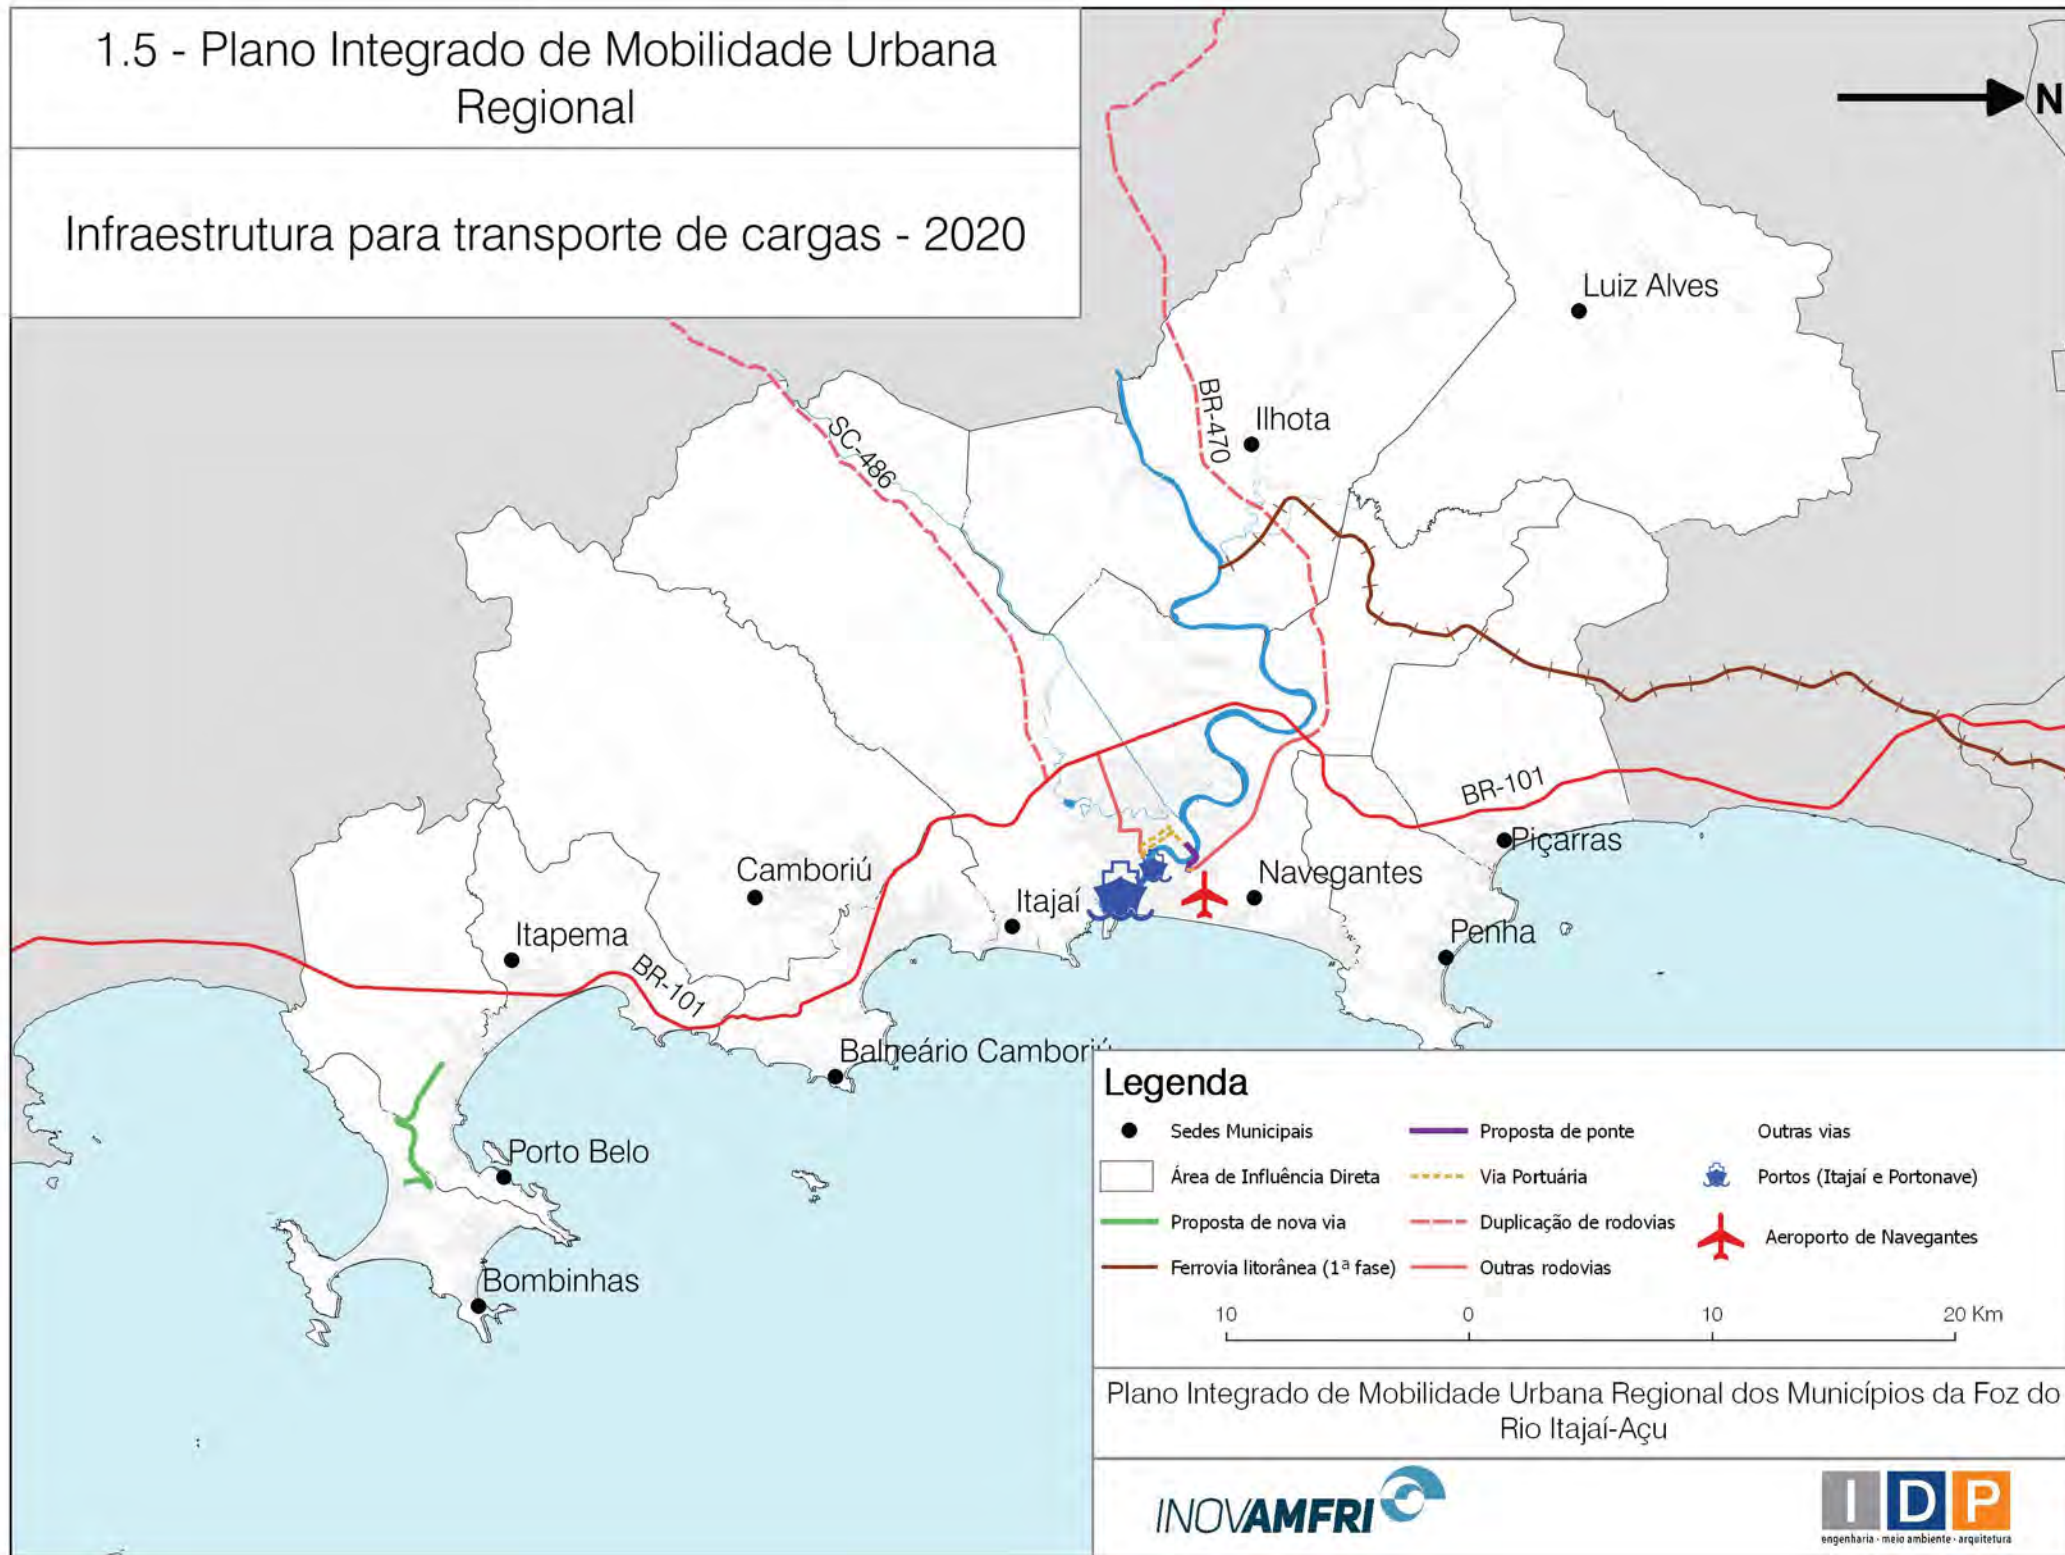 1.5 - Plano Integrado de Mobilidade Urbana
Regional
Infraestrutura para transporte de cargas - 2020
N
Luiz Alves
BR-470
Ilhota
SC-486
BR-101
Piçarras
Camboriú
Navegantes
Itajaí
Itapema
Penha
BR-101
Balneário Camboriú
Porto Belo
Bombinhas
Legenda
Sedes Municipais
Área de Influência Direta
Proposta de nova via
Ferrovia litorânea (1ª fase)
Proposta de ponte
Via Portuária
Duplicação de rodovias
Outras rodovias
Outras vias
Portos (Itajaí e Portonave)
Aeroporto de Navegantes
10 0 10 20 Km
Plano Integrado de Mobilidade Urbana Regional dos Municípios da Foz do
Rio Itajaí-Açu
INOVAMFRI
IDP
engenharia - meio ambiente - arquitetura